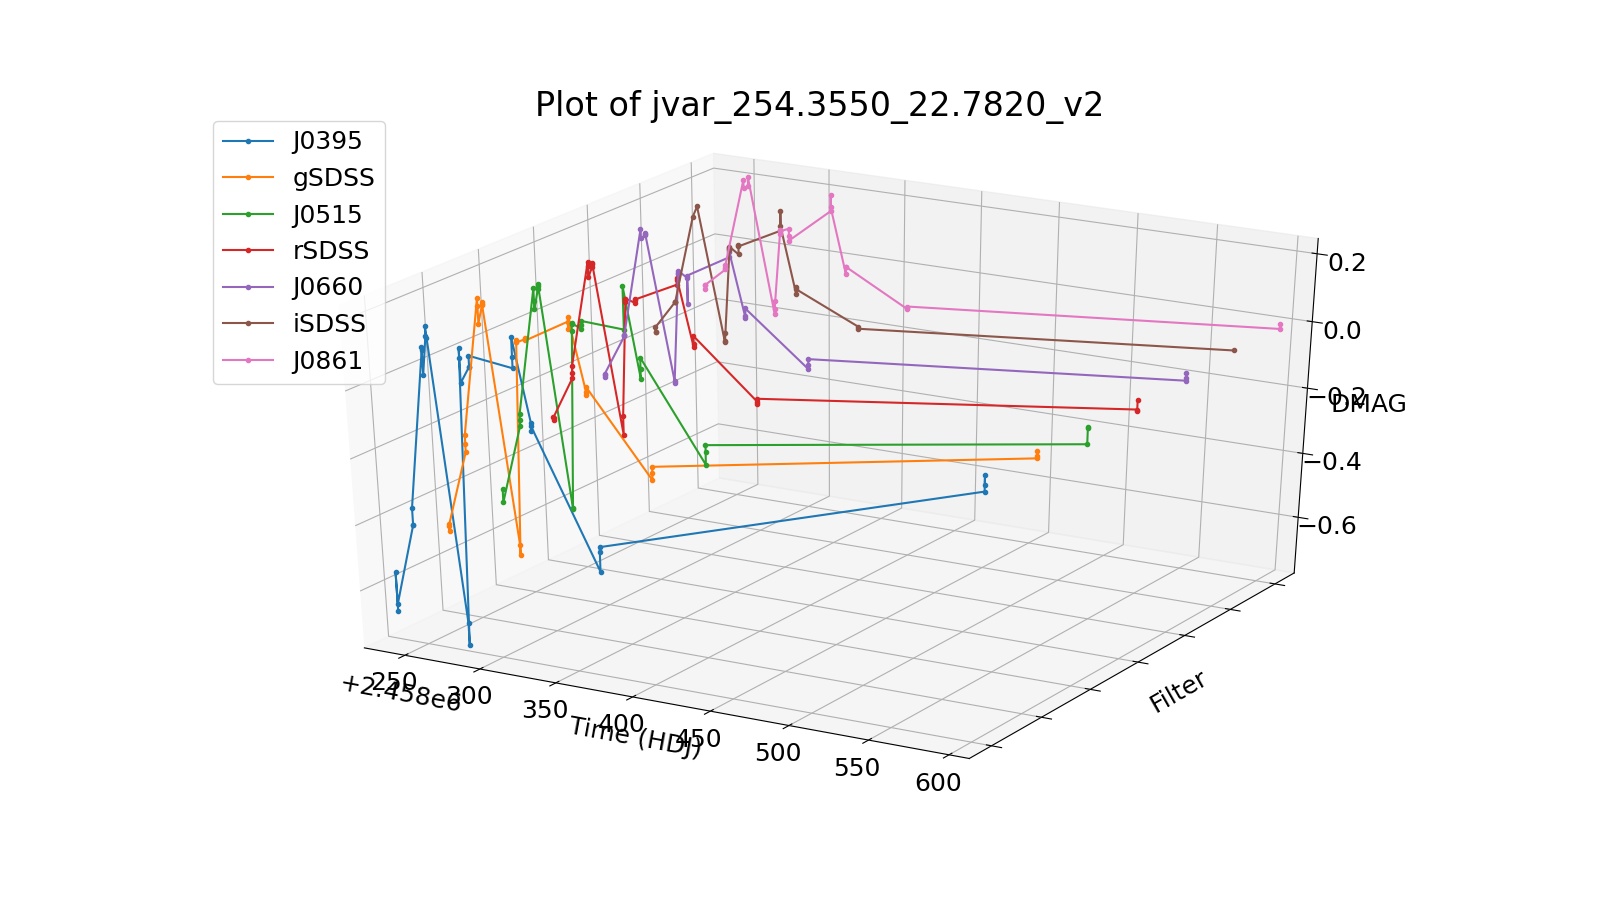 Plot of jvar_254.3550_22.7820_v2
J0395
gSDSS
J0515
rSDSS
J0660
iSDSS
J0861
0.2
0.0
−0.2
DMAG
−0.4
−0.6
250
300
350
400
450
500
550
600
+2.458e6
Time (HDJ)
Filter